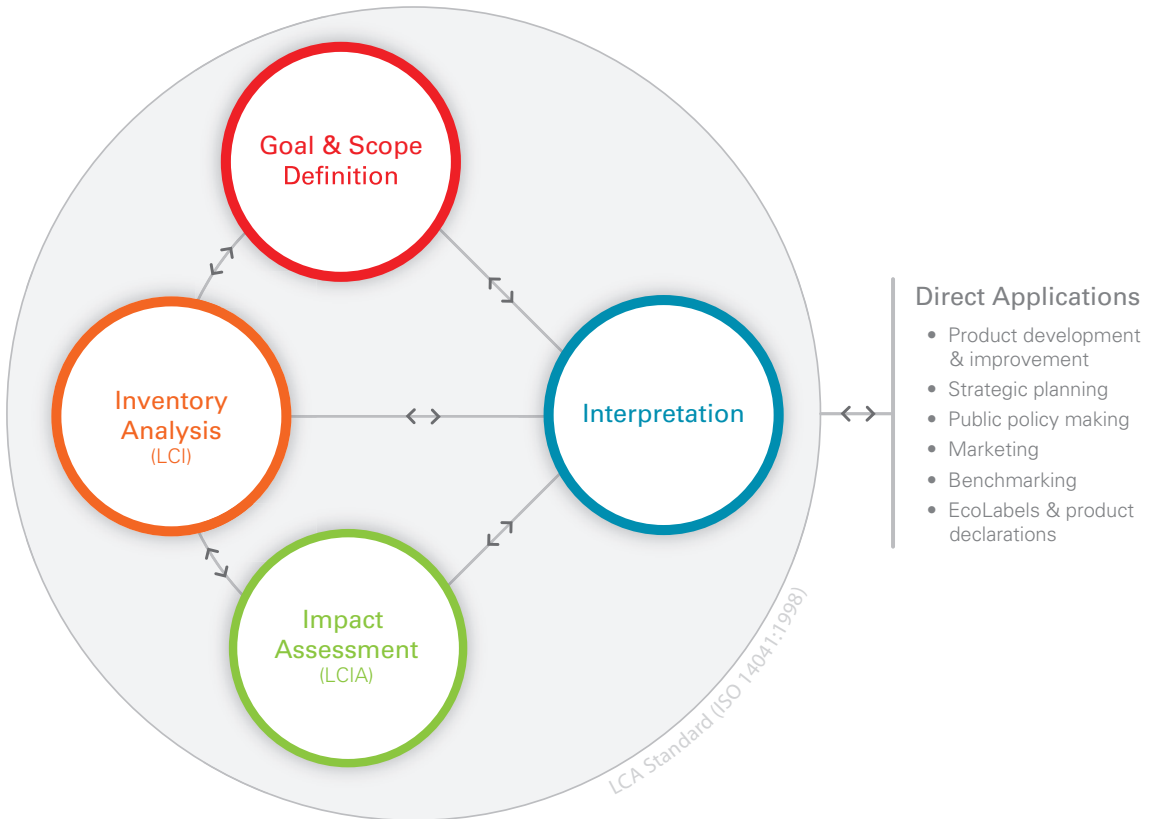 Goal & Scope
Definition
Inventory
Analysis
(LCI)
Interpretation
Impact
Assessment
(LCIA)
LCA Standard (ISO 14041:1998)
Direct Applications
• Product development
& improvement
• Strategic planning
• Public policy making
• Marketing
• Benchmarking
• EcoLabels & product
declarations